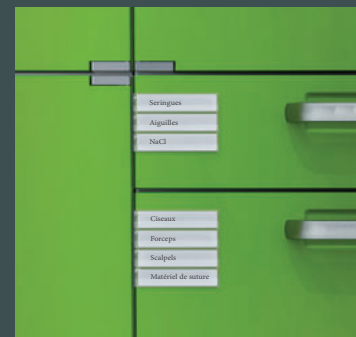 Seringues
Aiguilles
NaCl
Ciseaux
Forceps
Scalpels
Matériel de suture